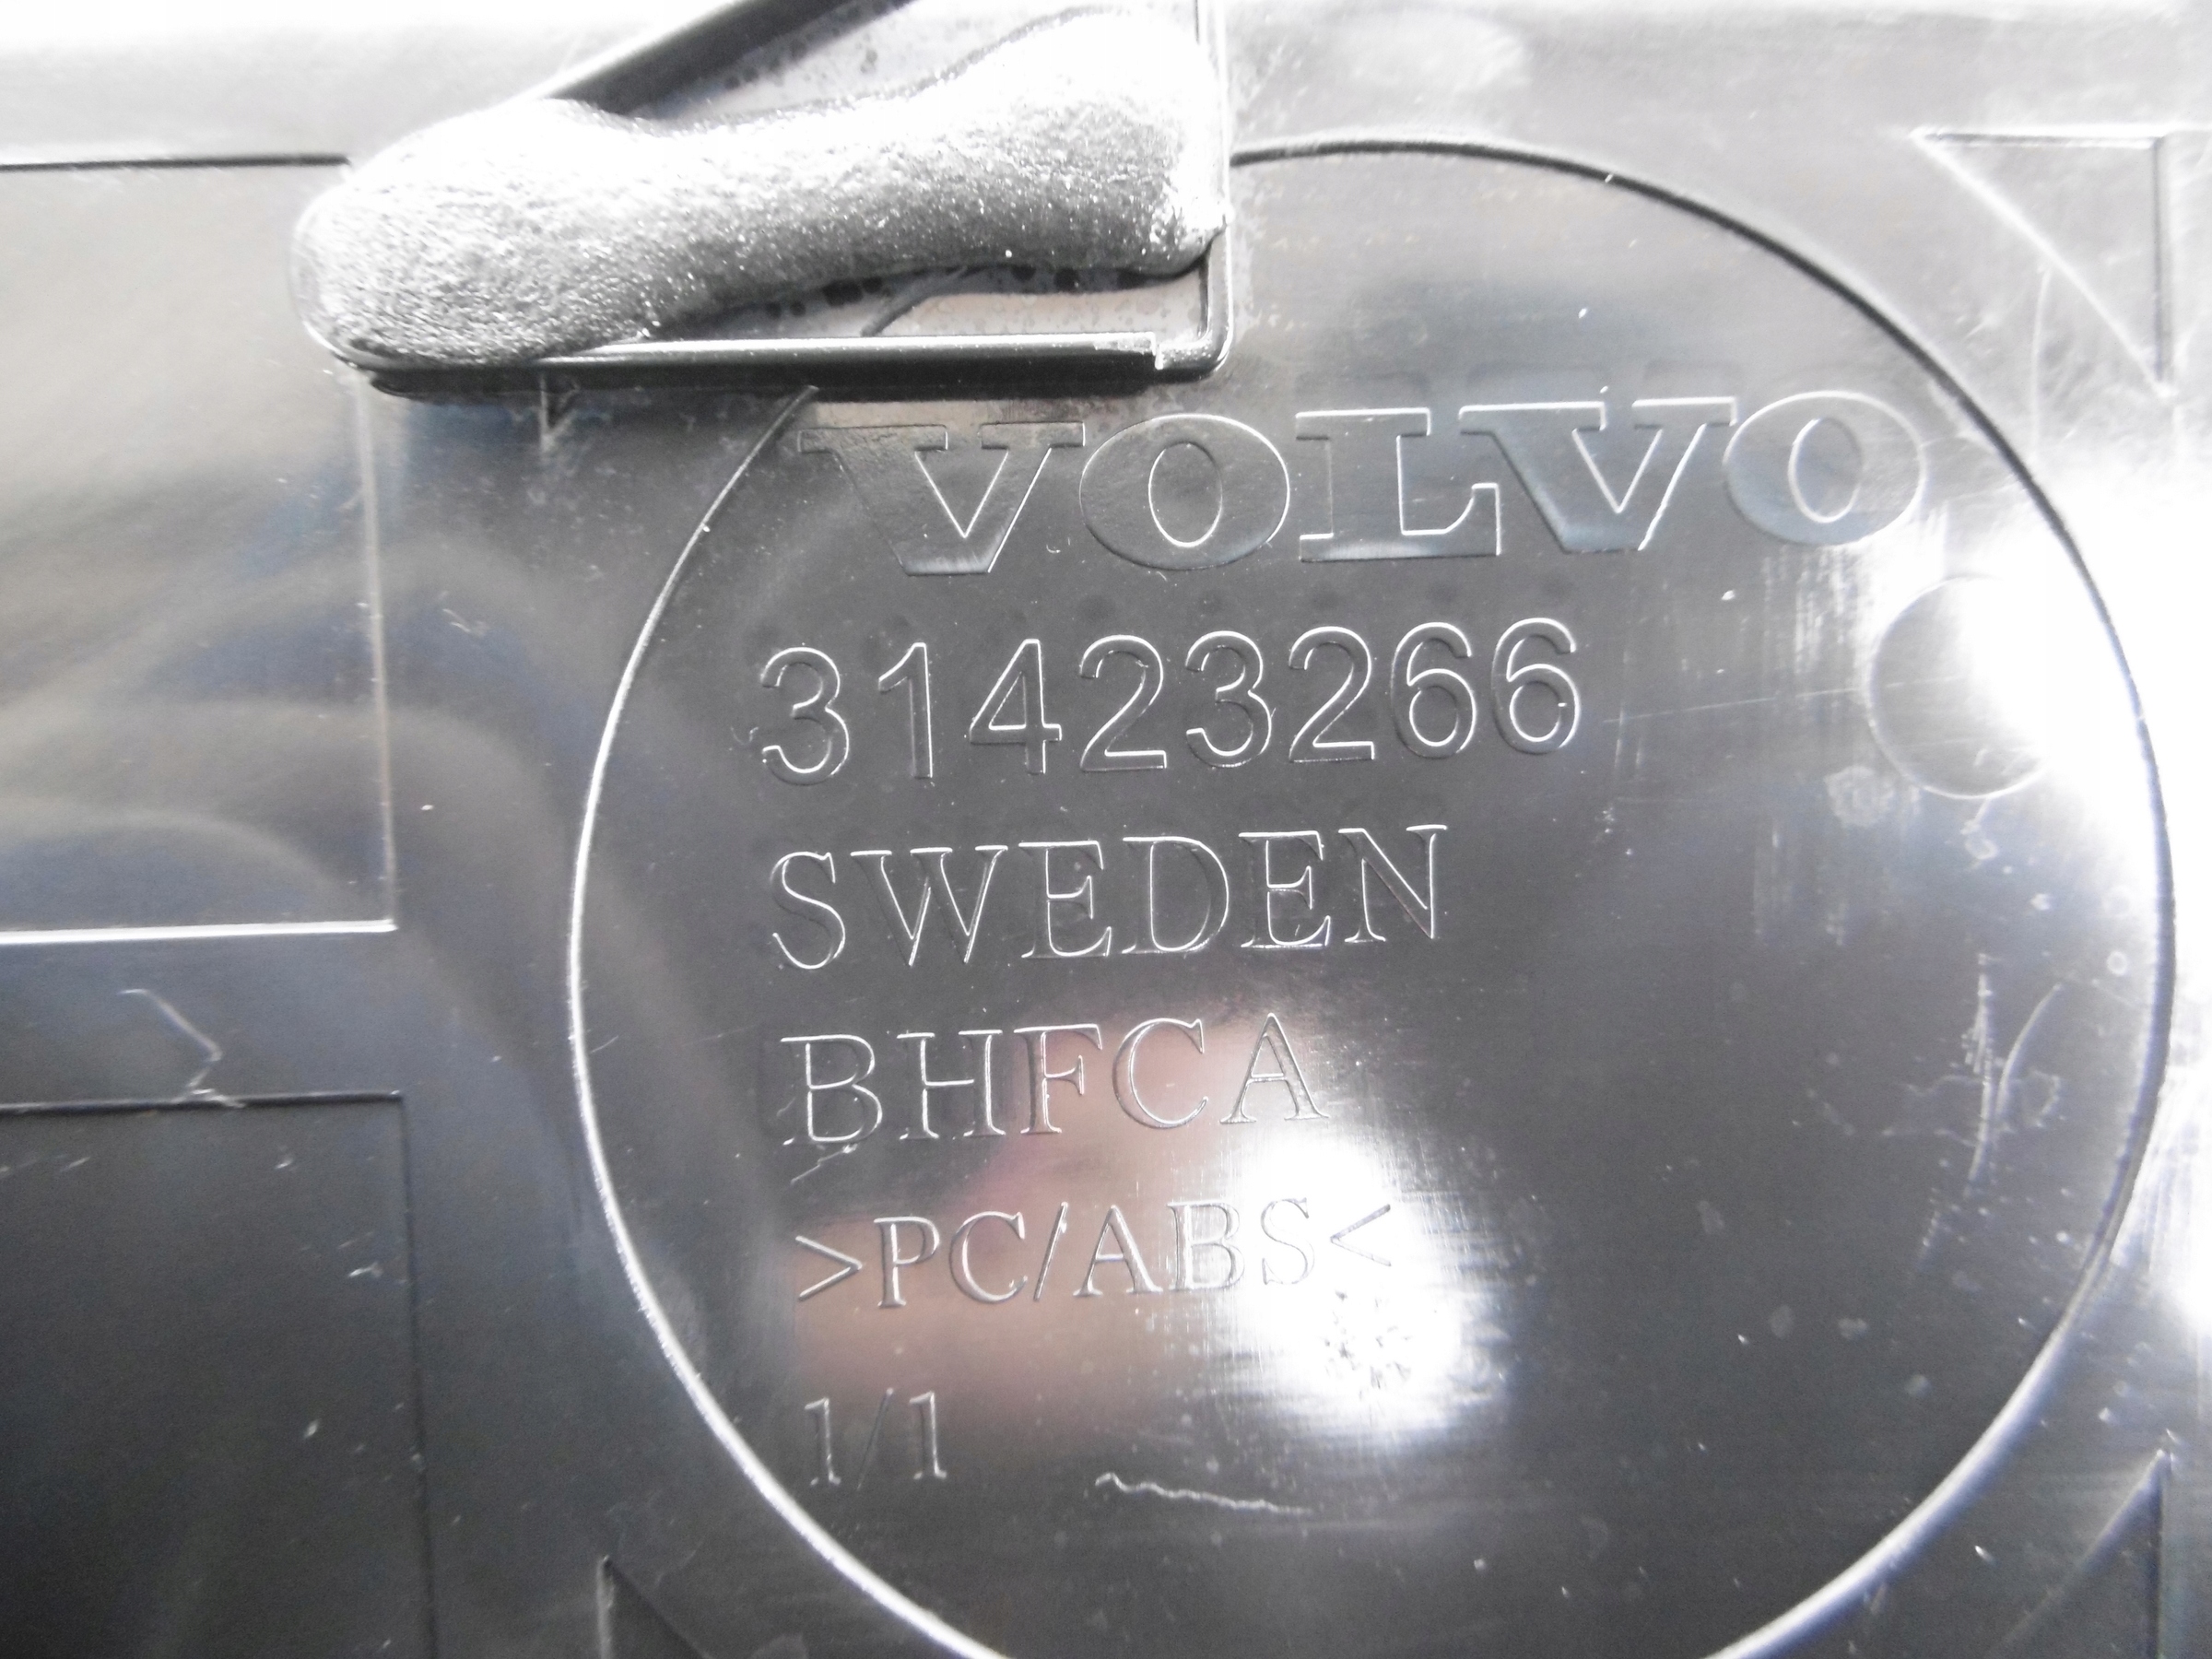 VOLVO
31423266
SWEDEN
BHFCA
>PC/ABS<
1/1